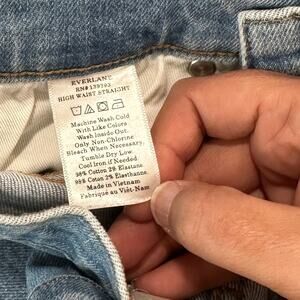 EVERLANE
RN# 139393
HIGH WAIST STRAIGHT
Machine Wash Cold
With Like Colors
Wash Inside Out.
Only Non-Chlorine
Bleach When Necessary.
Tumble Dry Low.
Cool Iron if Needed
98% Cotton 2% Elastane.
98% Coton 2% Élasthanne.
Made in Vietnam
Fabriqué au Viêt-Nam